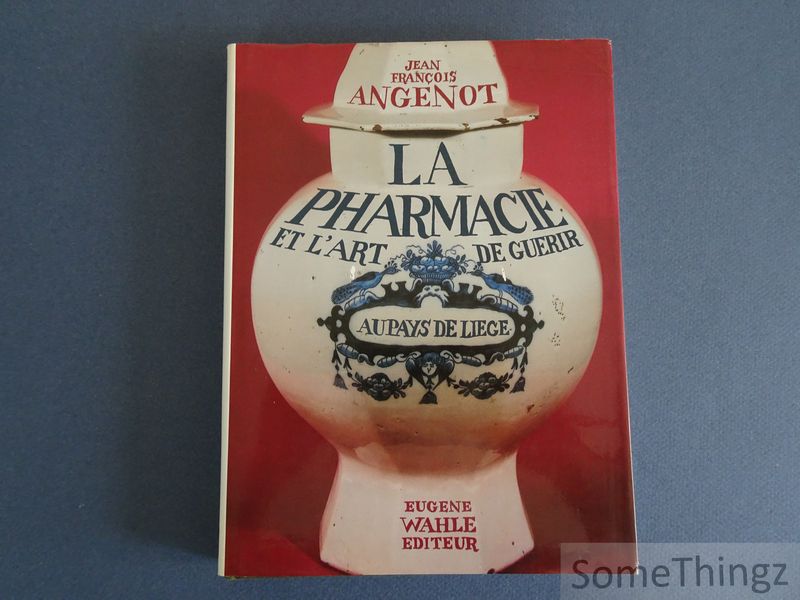 JEAN
FRANÇOIS
ANGENOT
LA
PHARMACIE
ET L'ART DE GUERIR
AU PAYS DE LIEGE
EUGENE
WAHLE
EDITEUR
SomeThingz